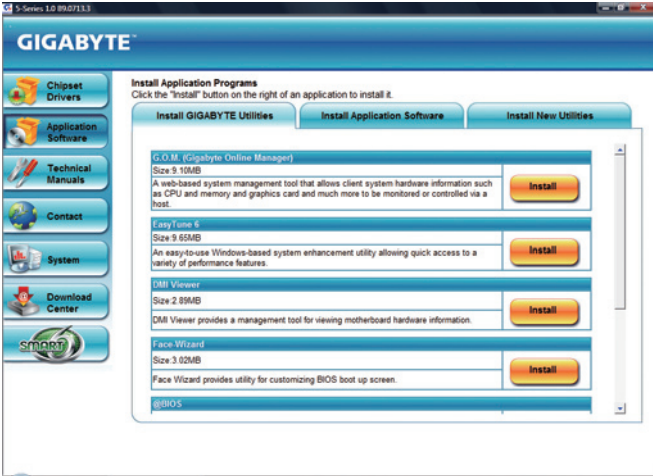 5-Series 1.0 B9.0713.1
GIGABYTE™
Chipset
Drivers
Application
Software
Technical
Manuals
Contact
System
Download
Center
SMART
Install Application Programs
Click the "Install" button on the right of an application to install it.
Install GIGABYTE Utilities
Install Application Software
Install New Utilities
G.O.M. (Gigabyte Online Manager)
Size:9.10MB
A web-based system management tool that allows client system hardware information such
as CPU and memory and graphics card and much more to be monitored or controlled via a
host.
Install
EasyTune 6
Size:9.65MB
An easy-to-use Windows-based system enhancement utility allowing quick access to a
variety of performance features.
Install
DMI Viewer
Size:2.89MB
DMI Viewer provides a management tool for viewing motherboard hardware information.
Install
Face-Wizard
Size:3.02MB
Face Wizard provides utility for customizing BIOS boot up screen.
Install
@BIOS